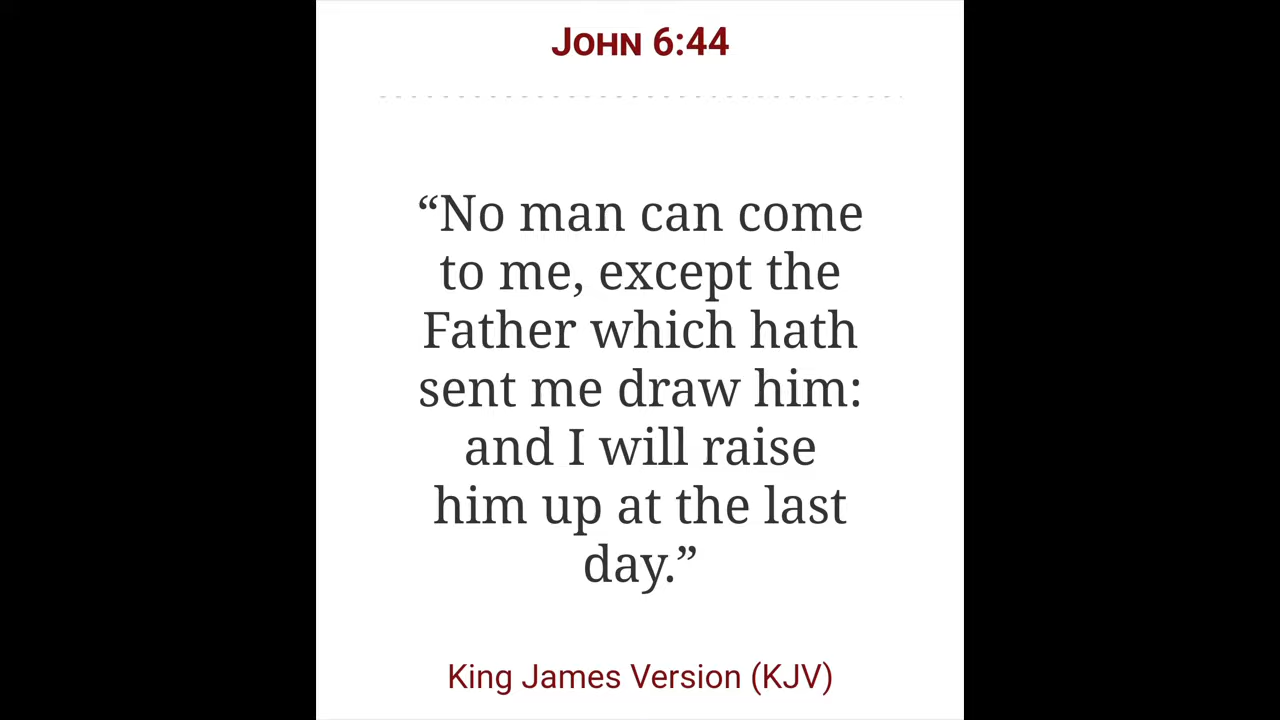 John 6:44
“No man can come
to me, except the
Father which hath
sent me draw him:
and I will raise
him up at the last
day.”
King James Version (KJV)